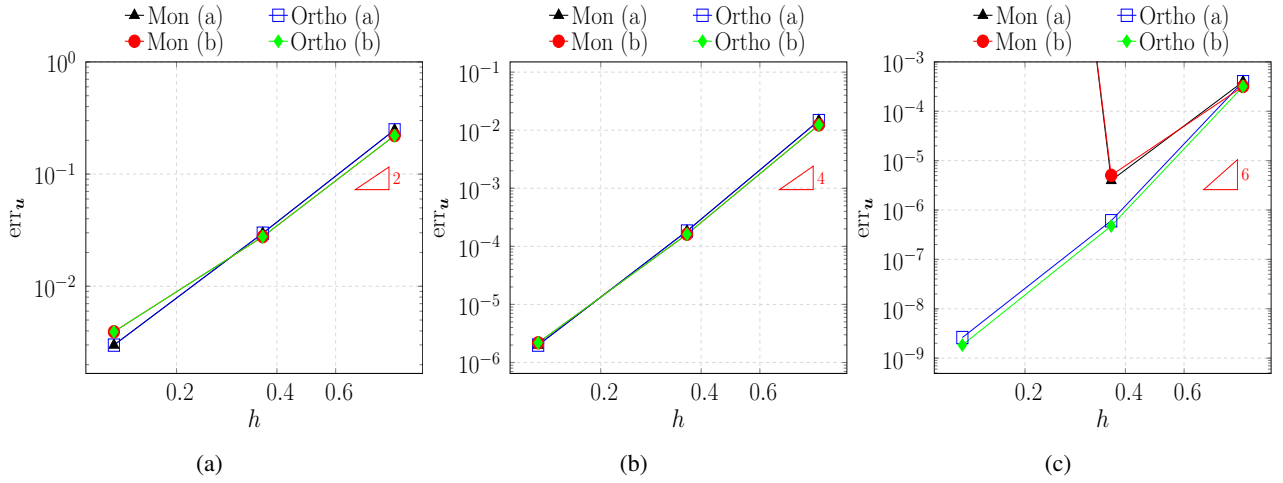 Mon (a) Ortho (a)
Mon (b) Ortho (b)
10^0
10^{-1}
10^{-2}
err_u
2
0.2 0.4 0.6
h
(a)
Mon (a) Ortho (a)
Mon (b) Ortho (b)
10^{-1}
10^{-2}
10^{-3}
10^{-4}
10^{-5}
10^{-6}
err_u
4
0.2 0.4 0.6
h
(b)
Mon (a) Ortho (a)
Mon (b) Ortho (b)
10^{-3}
10^{-4}
10^{-5}
10^{-6}
10^{-7}
10^{-8}
10^{-9}
err_u
6
0.2 0.4 0.6
h
(c)